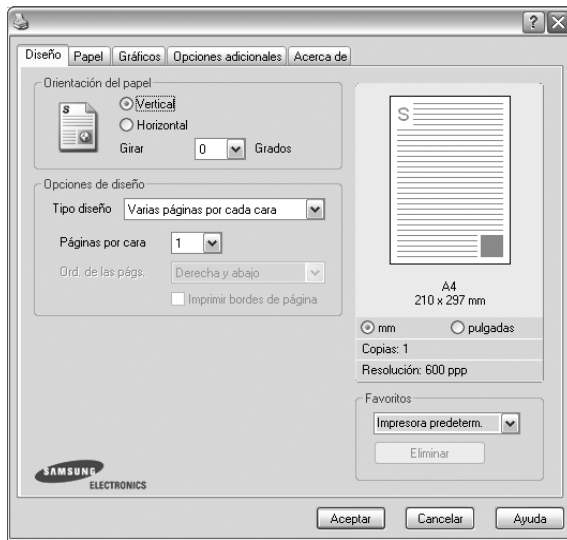 Diseño Papel Gráficos Opciones adicionales Acerca de
Orientación del papel
S
Vertical
Horizontal
Girar 0 Grados
Opciones de diseño
Tipo diseño Varias páginas por cada cara
Páginas por cara 1
Ord. de las págs. Derecha y abajo
Imprimir bordes de página
S
A4
210 x 297 mm
mm pulgadas
Copias: 1
Resolución: 600 ppp
Favoritos
Impresora predeterm.
Eliminar
SAMSUNG
ELECTRONICS
Aceptar Cancelar Ayuda